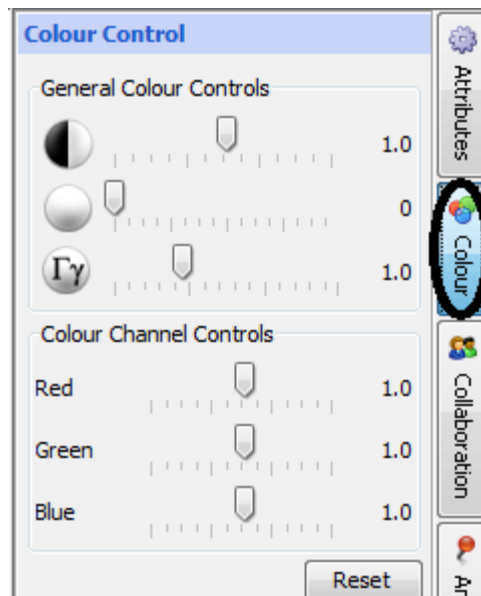 Colour Control
General Colour Controls
1.0
0
Γγ
1.0
Colour Channel Controls
Red
1.0
Green
1.0
Blue
1.0
Reset
Attributes
Colour
Collaboration